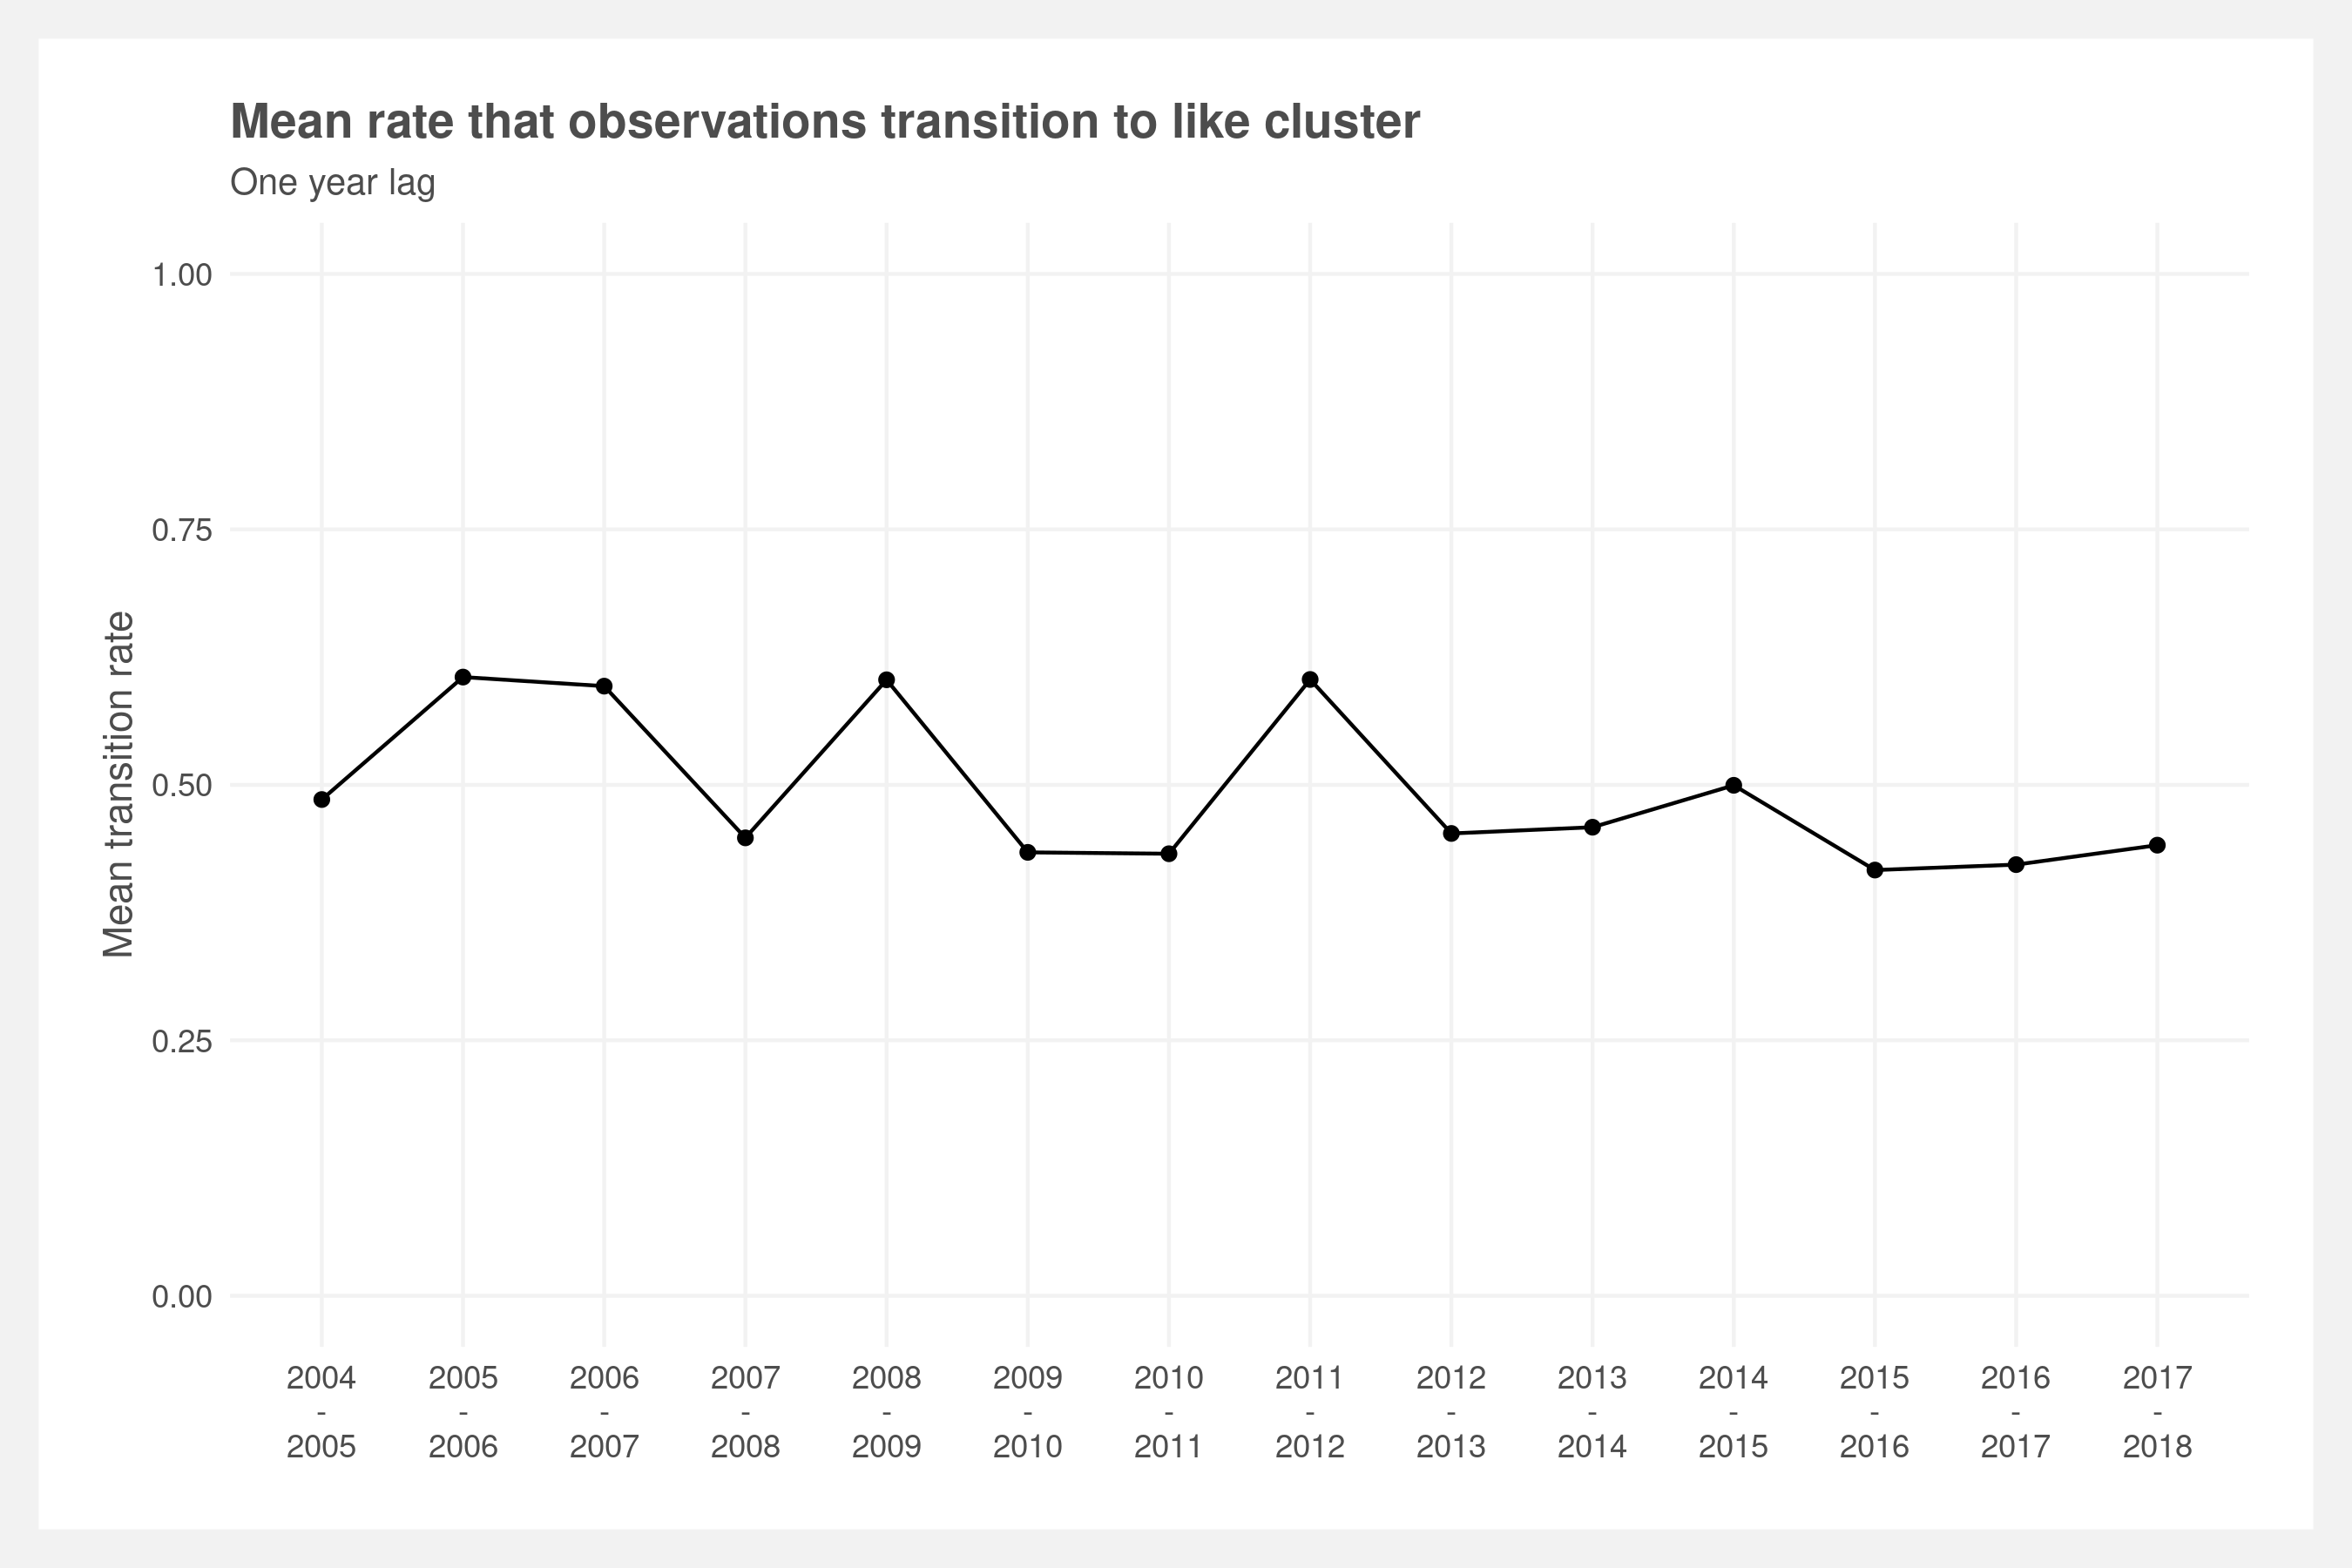 Mean rate that observations transition to like cluster
One year lag
Mean transition rate
1.00
0.75
0.50
0.25
0.00
2004 2005 2006 2007 2008 2009 2010 2011 2012 2013 2014 2015 2016 2017
- - - - - - - - - - - - - -
2005 2006 2007 2008 2009 2010 2011 2012 2013 2014 2015 2016 2017 2018